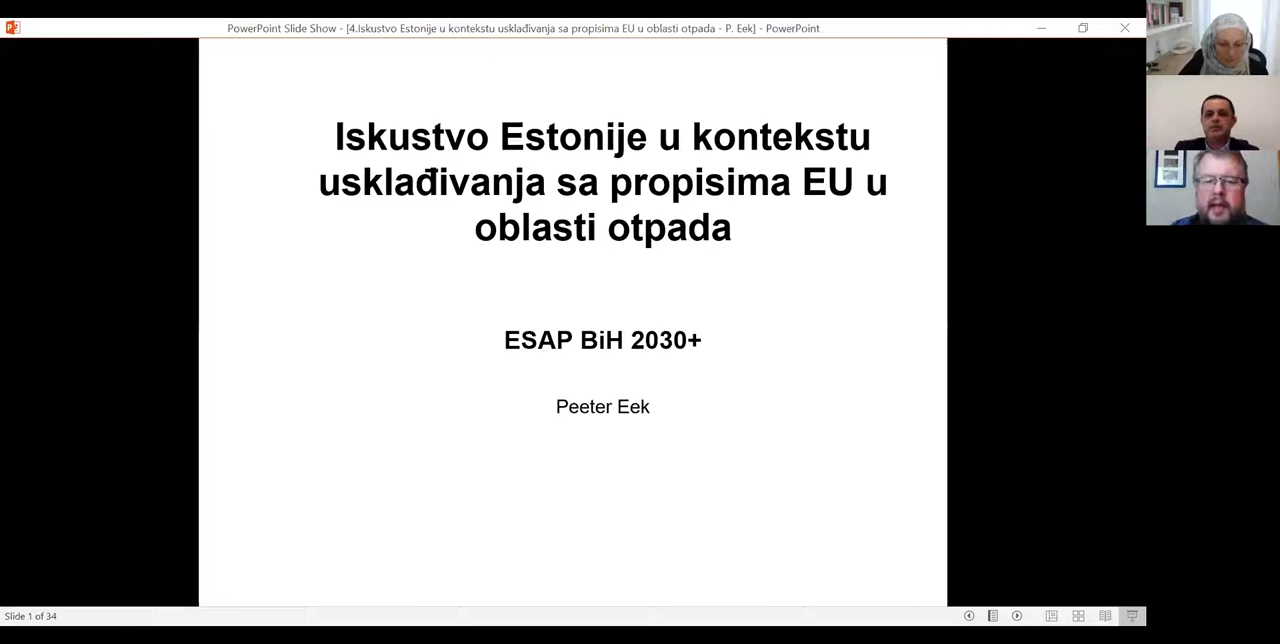 PowerPoint Slide Show - [4.Iskustvo Estonije u kontekstu usklađivanja sa propisima EU u oblasti otpada - P. Eek] - PowerPoint
Iskustvo Estonije u kontekstu
usklađivanja sa propisima EU u
oblasti otpada
ESAP BiH 2030+
Peeter Eek
Slide 1 of 34